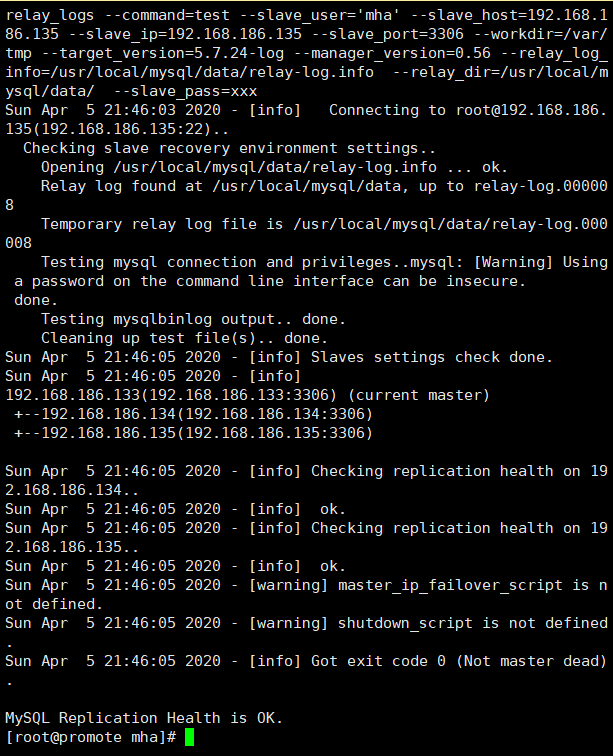 relay_logs --command=test --slave_user='mha' --slave_host=192.168.1
86.135 --slave_ip=192.168.186.135 --slave_port=3306 --workdir=/var/
tmp --target_version=5.7.24-log --manager_version=0.56 --relay_log_
info=/usr/local/mysql/data/relay-log.info  --relay_dir=/usr/local/m
ysql/data/  --slave_pass=xxx
Sun Apr  5 21:46:03 2020 - [info]   Connecting to root@192.168.186.
135(192.168.186.135:22)..
  Checking slave recovery environment settings..
    Opening /usr/local/mysql/data/relay-log.info ... ok.
    Relay log found at /usr/local/mysql/data, up to relay-log.00000
8
    Temporary relay log file is /usr/local/mysql/data/relay-log.000
008
    Testing mysql connection and privileges..mysql: [Warning] Using
 a password on the command line interface can be insecure.
 done.
    Testing mysqlbinlog output.. done.
    Cleaning up test file(s).. done.
Sun Apr  5 21:46:05 2020 - [info] Slaves settings check done.
Sun Apr  5 21:46:05 2020 - [info]
192.168.186.133(192.168.186.133:3306) (current master)
 +--192.168.186.134(192.168.186.134:3306)
 +--192.168.186.135(192.168.186.135:3306)

Sun Apr  5 21:46:05 2020 - [info] Checking replication health on 19
2.168.186.134..
Sun Apr  5 21:46:05 2020 - [info]  ok.
Sun Apr  5 21:46:05 2020 - [info] Checking replication health on 19
2.168.186.135..
Sun Apr  5 21:46:05 2020 - [info]  ok.
Sun Apr  5 21:46:05 2020 - [warning] master_ip_failover_script is n
ot defined.
Sun Apr  5 21:46:05 2020 - [warning] shutdown_script is not defined
.
Sun Apr  5 21:46:05 2020 - [info] Got exit code 0 (Not master dead)
.

MySQL Replication Health is OK.
[root@promote mha]#